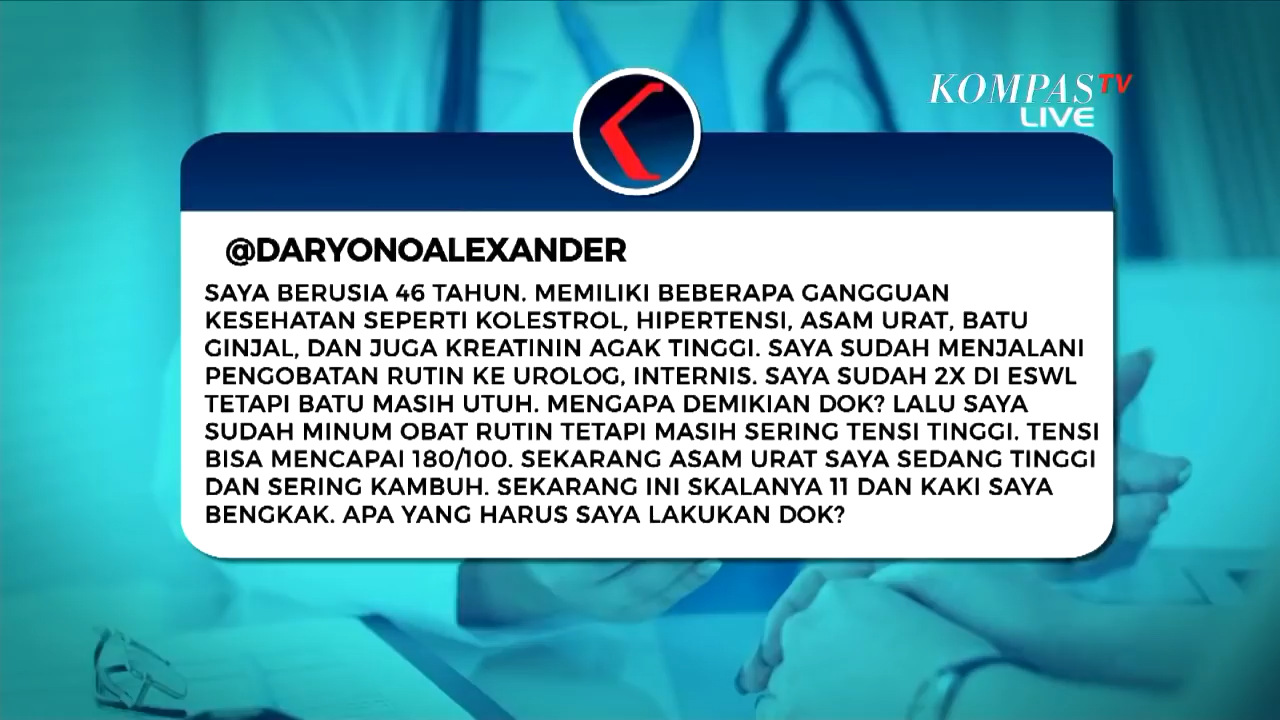 KOMPASTV
LIVE
@DARYONOALEXANDER
SAYA BERUSIA 46 TAHUN. MEMILIKI BEBERAPA GANGGUAN
KESEHATAN SEPERTI KOLESTROL, HIPERTENSI, ASAM URAT, BATU
GINJAL, DAN JUGA KREATININ AGAK TINGGI. SAYA SUDAH MENJALANI
PENGOBATAN RUTIN KE UROLOG, INTERNIS. SAYA SUDAH 2X DI ESWL
TETAPI BATU MASIH UTUH. MENGAPA DEMIKIAN DOK? LALU SAYA
SUDAH MINUM OBAT RUTIN TETAPI MASIH SERING TENSI TINGGI. TENSI
BISA MENCAPAI 180/100. SEKARANG ASAM URAT SAYA SEDANG TINGGI
DAN SERING KAMBUH. SEKARANG INI SKALANYA 11 DAN KAKI SAYA
BENGKAK. APA YANG HARUS SAYA LAKUKAN DOK?